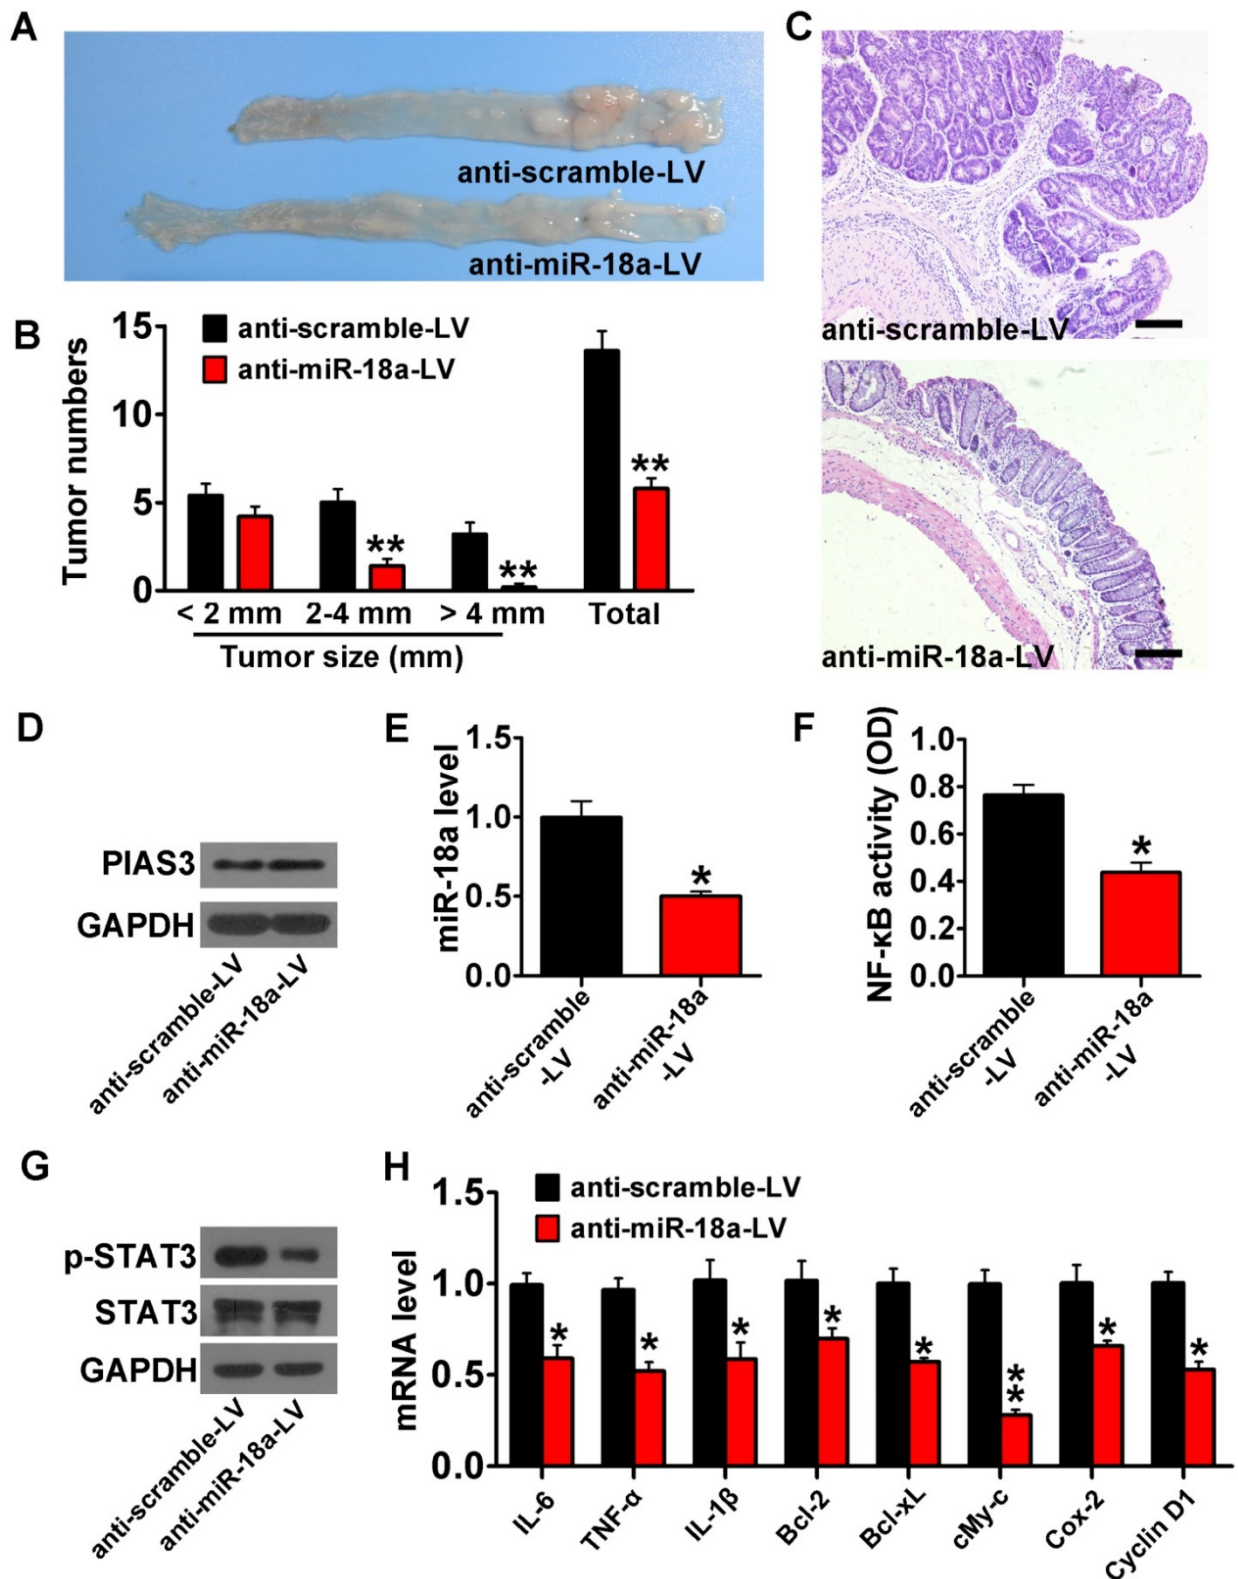 A
anti-scramble-LV
anti-miR-18a-LV
B
anti-scramble-LV
anti-miR-18a-LV
Tumor numbers
15
10
5
0
**
**
**
< 2 mm 2-4 mm > 4 mm Total
Tumor size (mm)
C
anti-scramble-LV
anti-miR-18a-LV
D
PIAS3
GAPDH
anti-scramble-LV
anti-miR-18a-LV
E
miR-18a level
1.5
1.0
0.5
0.0
*
anti-scramble
-LV
anti-miR-18a
-LV
F
NF-κB activity (OD)
1.0
0.8
0.6
0.4
0.2
0.0
*
anti-scramble
-LV
anti-miR-18a
-LV
G
p-STAT3
STAT3
GAPDH
anti-scramble-LV
anti-miR-18a-LV
H
anti-scramble-LV
anti-miR-18a-LV
mRNA level
1.5
1.0
0.5
0.0
*
*
*
*
*
**
*
*
IL-6
TNF-α
IL-1β
Bcl-2
Bcl-xL
cMy-c
Cox-2
Cyclin D1